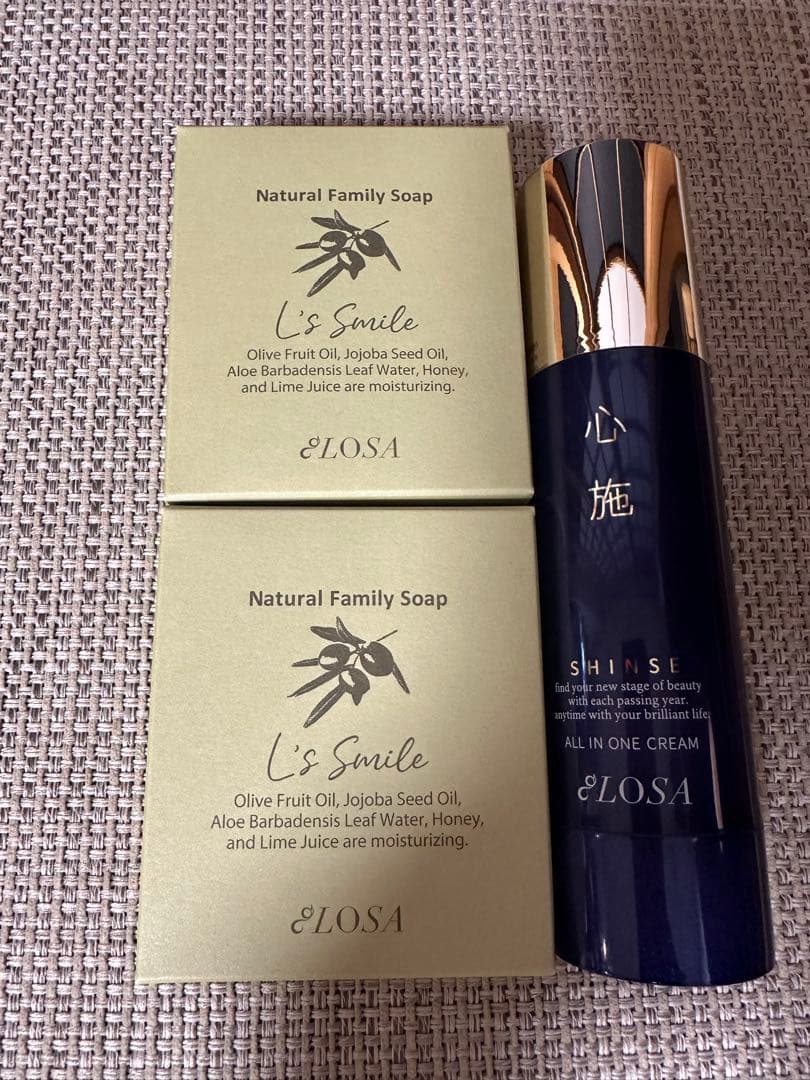 Natural Family Soap
L's Smile
Olive Fruit Oil, Jojoba Seed Oil,
Aloe Barbadensis Leaf Water, Honey,
and Lime Juice are moisturizing.
&LOSA
Natural Family Soap
L's Smile
Olive Fruit Oil, Jojoba Seed Oil,
Aloe Barbadensis Leaf Water, Honey,
and Lime Juice are moisturizing.
&LOSA
心
施
SHINSE
find your new stage of beauty
with each passing year.
anytime with your brilliant life.
ALL IN ONE CREAM
&LOSA